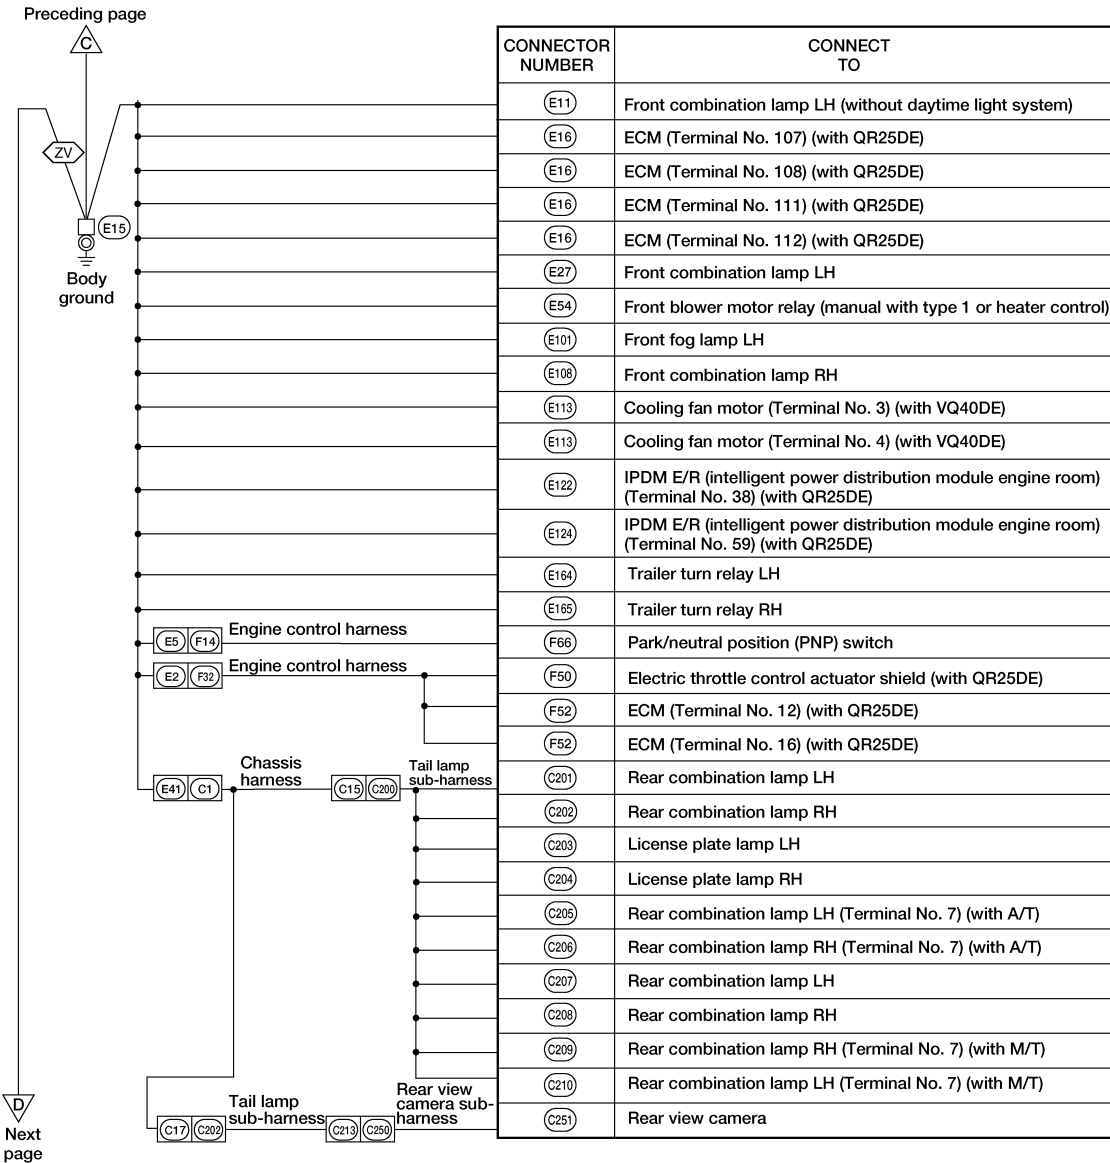 Preceding page
C
ZV
E15
Body
ground
D
Next
page
CONNECTOR
NUMBER
CONNECT
TO
E11 Front combination lamp LH (without daytime light system)
E16 ECM (Terminal No. 107) (with QR25DE)
E16 ECM (Terminal No. 108) (with QR25DE)
E16 ECM (Terminal No. 111) (with QR25DE)
E16 ECM (Terminal No. 112) (with QR25DE)
E27 Front combination lamp LH
E54 Front blower motor relay (manual with type 1 or heater control)
E101 Front fog lamp LH
E108 Front combination lamp RH
E113 Cooling fan motor (Terminal No. 3) (with VQ40DE)
E113 Cooling fan motor (Terminal No. 4) (with VQ40DE)
E122 IPDM E/R (intelligent power distribution module engine room)
(Terminal No. 38) (with QR25DE)
E124 IPDM E/R (intelligent power distribution module engine room)
(Terminal No. 59) (with QR25DE)
E164 Trailer turn relay LH
E165 Trailer turn relay RH
E5 F14 Engine control harness
F66 Park/neutral position (PNP) switch
E2 F32 Engine control harness
F50 Electric throttle control actuator shield (with QR25DE)
F52 ECM (Terminal No. 12) (with QR25DE)
F52 ECM (Terminal No. 16) (with QR25DE)
E41 C1
Chassis
harness
C15 C200
Tail lamp
sub-harness
C201 Rear combination lamp LH
C202 Rear combination lamp RH
C203 License plate lamp LH
C204 License plate lamp RH
C205 Rear combination lamp LH (Terminal No. 7) (with A/T)
C206 Rear combination lamp RH (Terminal No. 7) (with A/T)
C207 Rear combination lamp LH
C208 Rear combination lamp RH
C209 Rear combination lamp RH (Terminal No. 7) (with M/T)
C210 Rear combination lamp LH (Terminal No. 7) (with M/T)
C17 C202
Tail lamp
sub-harness
C213 C250
Rear view
camera sub-
harness
C251 Rear view camera